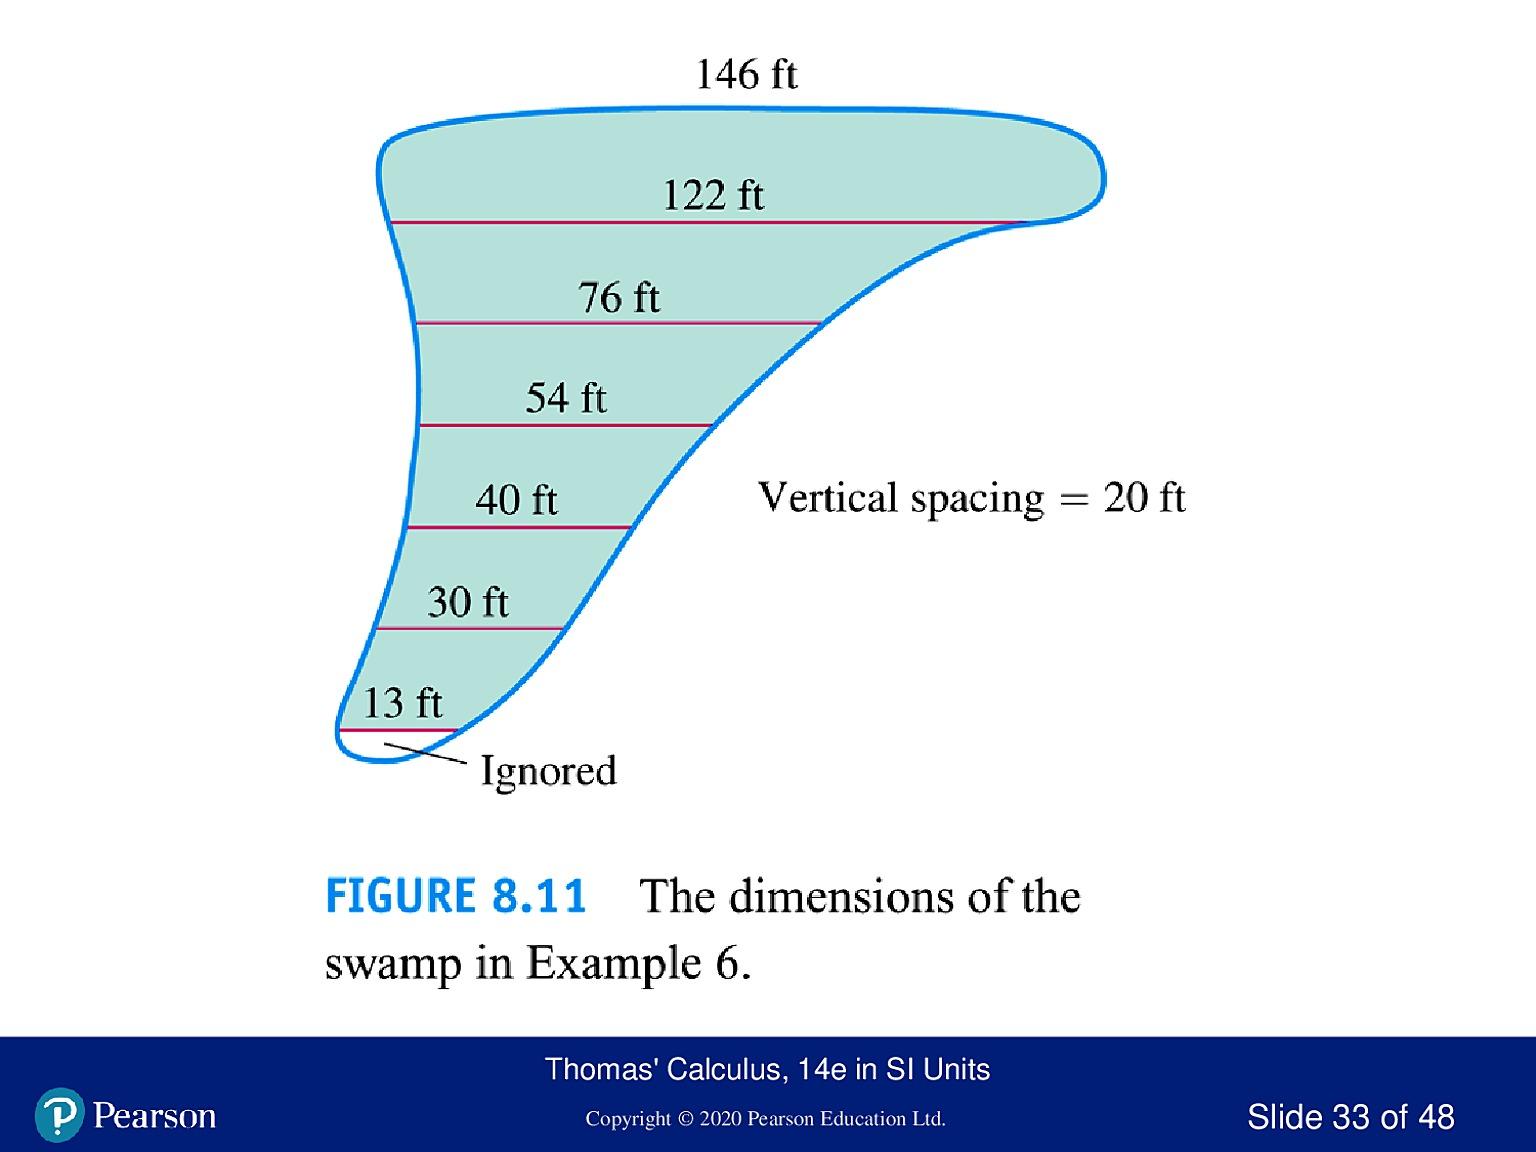 146 ft
122 ft
76 ft
54 ft
40 ft
Vertical spacing = 20 ft
30 ft
13 ft
Ignored
FIGURE 8.11 The dimensions of the
swamp in Example 6.
Thomas' Calculus, 14e in SI Units
Pearson
Copyright © 2020 Pearson Education Ltd.
Slide 33 of 48